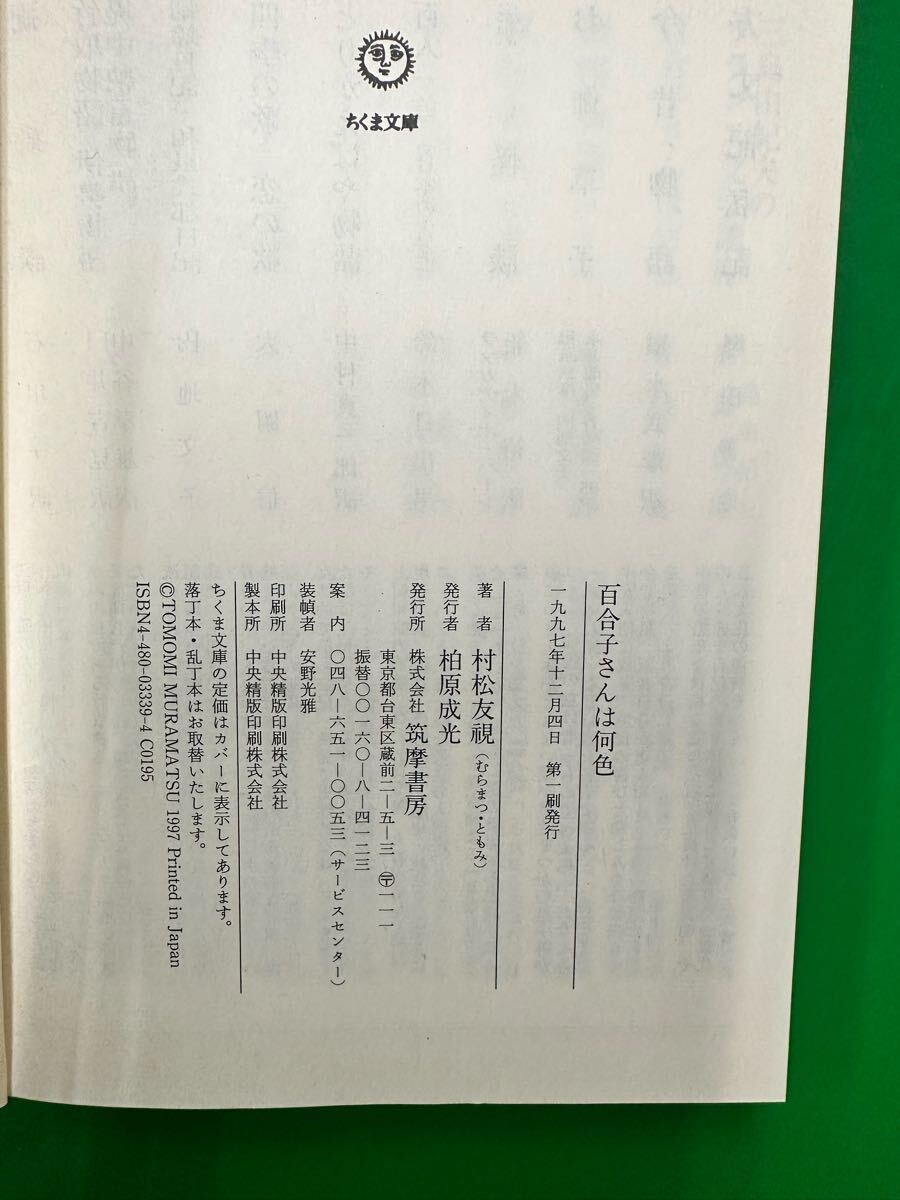 ちくま文庫
百合子さんは何色
一九九七年十二月四日　第一刷発行
著　者　村松友視（むらまつ・ともみ）
発行者　柏原成光
発行所　株式会社　筑摩書房
東京都台東区蔵前二―五―三　〒一一一
振替〇〇一六〇―八―四一二三
案　内　〇四八―六五一―〇〇五三（サービスセンター）
装幀者　安野光雅
印刷所　中央精版印刷株式会社
製本所　中央精版印刷株式会社
ちくま文庫の定価はカバーに表示してあります。
落丁本・乱丁本はお取替いたします。
©TOMOMI MURAMATSU 1997 Printed in Japan
ISBN4-480-03339-4 C0195